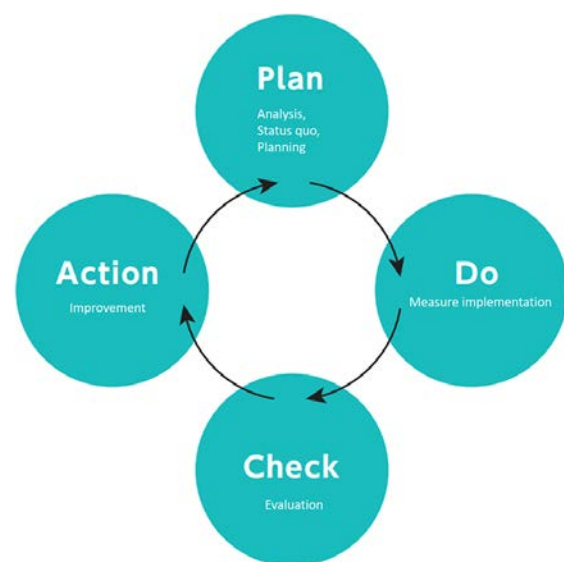 Plan
Analysis,
Status quo,
Planning
Action
Improvement
Do
Measure implementation
Check
Evaluation